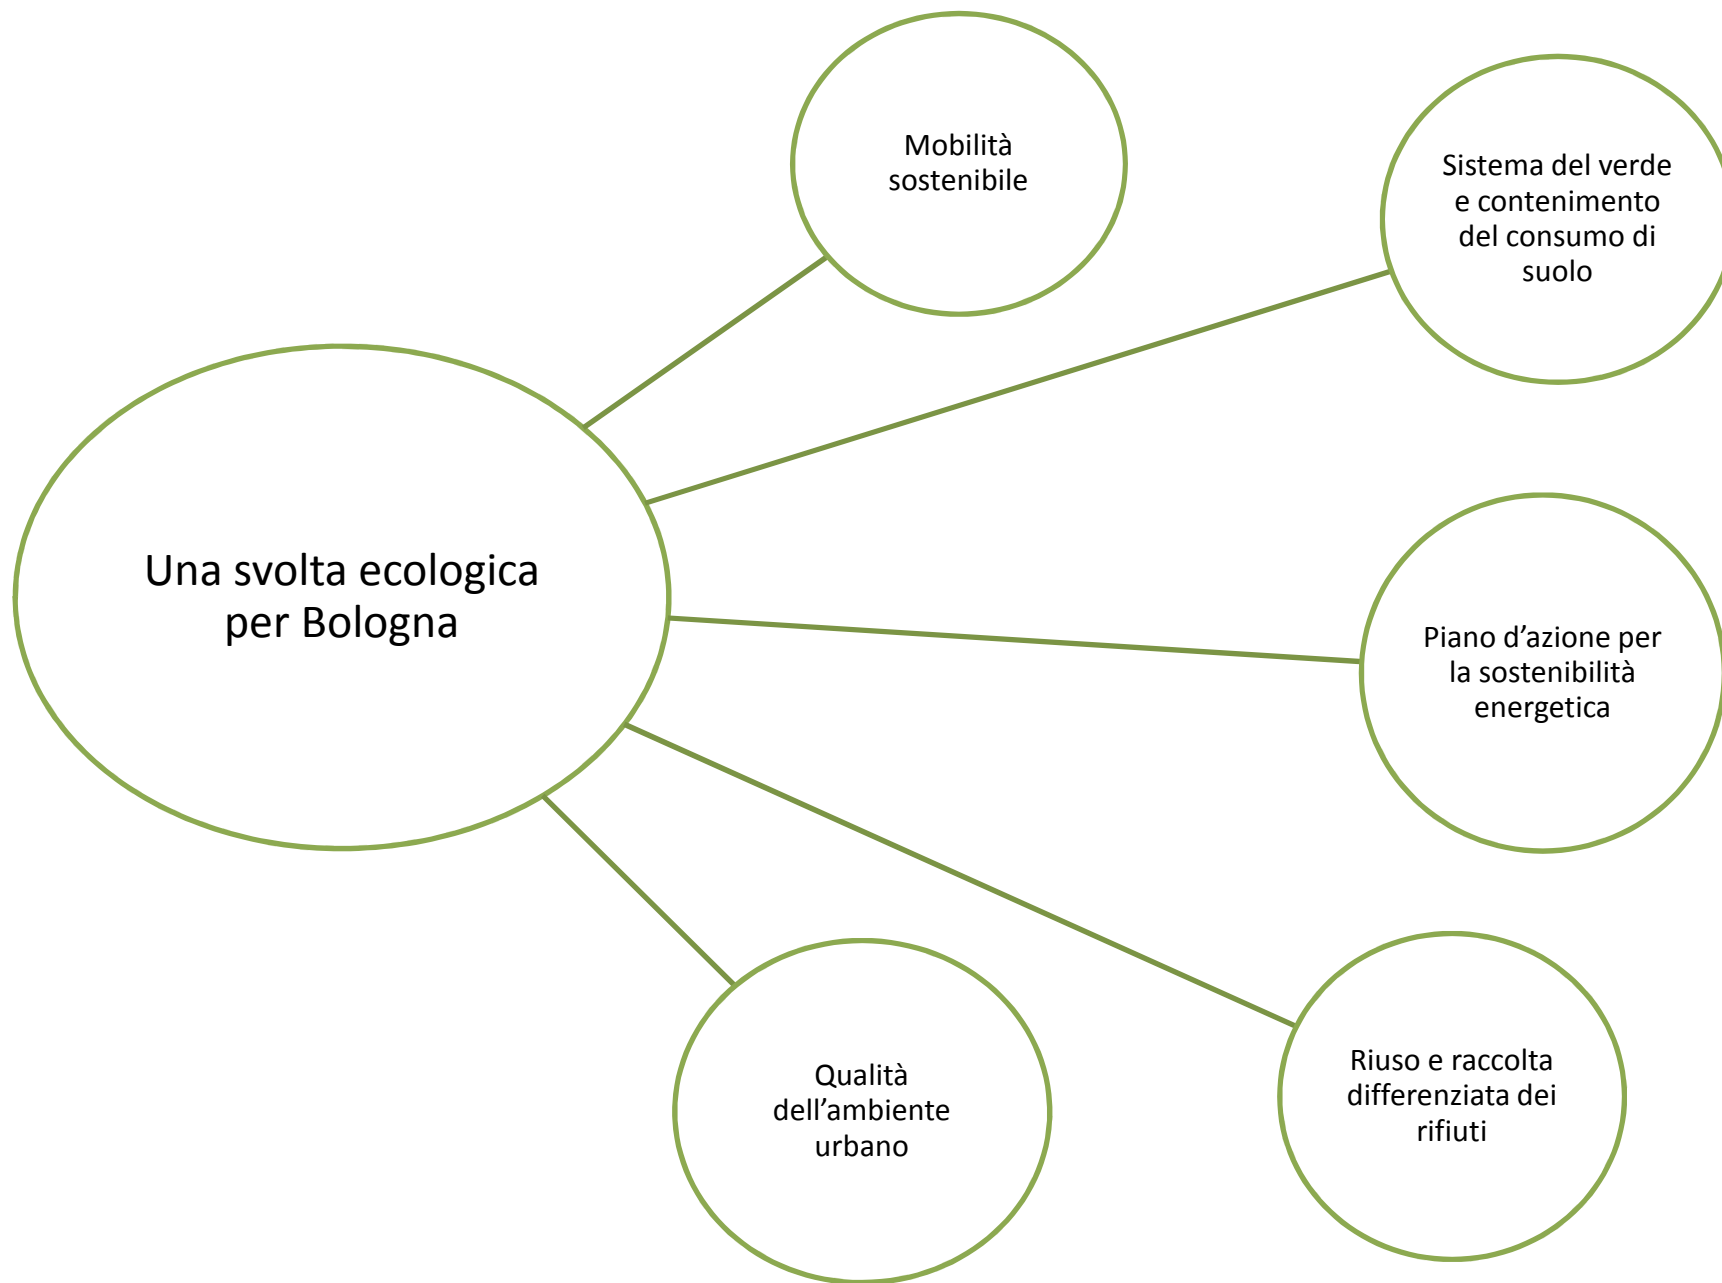 Mobilità
sostenibile
Sistema del verde
e contenimento
del consumo di
suolo
Una svolta ecologica
per Bologna
Piano d’azione per
la sostenibilità
energetica
Qualità
dell’ambiente
urbano
Riuso e raccolta
differenziata dei
rifiuti